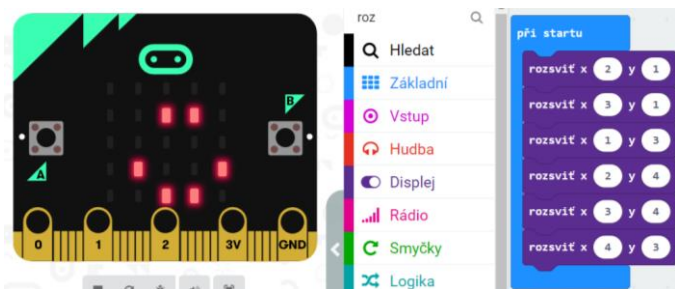 B
A
0 1 2 3V GND
roz
Hledat
Základní
Vstup
Hudba
Displej
Rádio
Smyčky
Logika
při startu
rozsviť x 2 y 1
rozsviť x 3 y 1
rozsviť x 1 y 3
rozsviť x 2 y 4
rozsviť x 3 y 4
rozsviť x 4 y 3